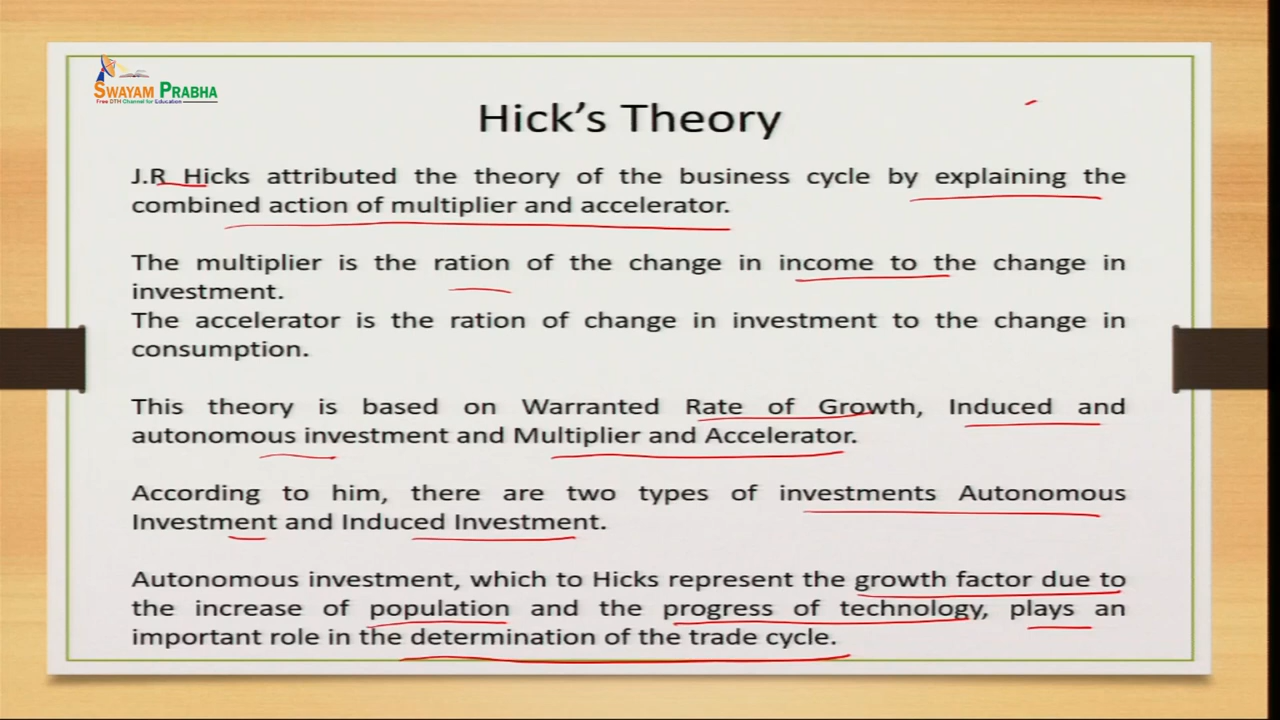 SWAYAM PRABHA
Free DTH Channel for Education
Hick's Theory
J.R Hicks attributed the theory of the business cycle by explaining the
combined action of multiplier and accelerator.
The multiplier is the ration of the change in income to the change in
investment.
The accelerator is the ration of change in investment to the change in
consumption.
This theory is based on Warranted Rate of Growth, Induced and
autonomous investment and Multiplier and Accelerator.
According to him, there are two types of investments Autonomous
Investment and Induced Investment.
Autonomous investment, which to Hicks represent the growth factor due to
the increase of population and the progress of technology, plays an
important role in the determination of the trade cycle.